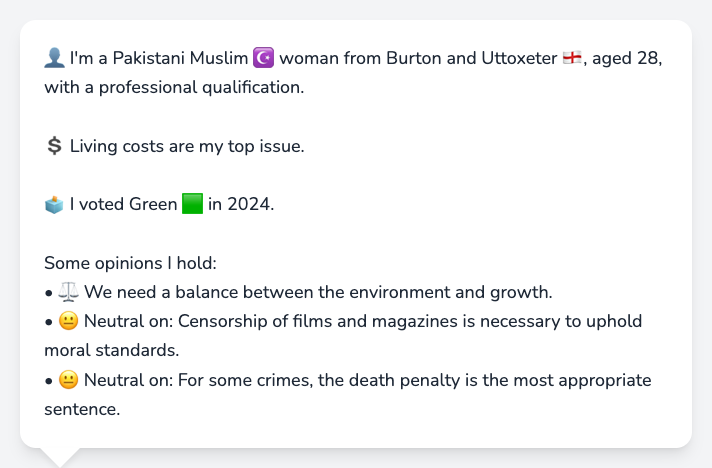 👤 I'm a Pakistani Muslim ☪️ woman from Burton and Uttoxeter 🏴󠁧󠁢󠁥󠁮󠁧󠁿, aged 28,
with a professional qualification.
💲 Living costs are my top issue.
🗳️ I voted Green 🟩 in 2024.
Some opinions I hold:
• ⚖️ We need a balance between the environment and growth.
• 😐 Neutral on: Censorship of films and magazines is necessary to uphold
moral standards.
• 😐 Neutral on: For some crimes, the death penalty is the most appropriate
sentence.